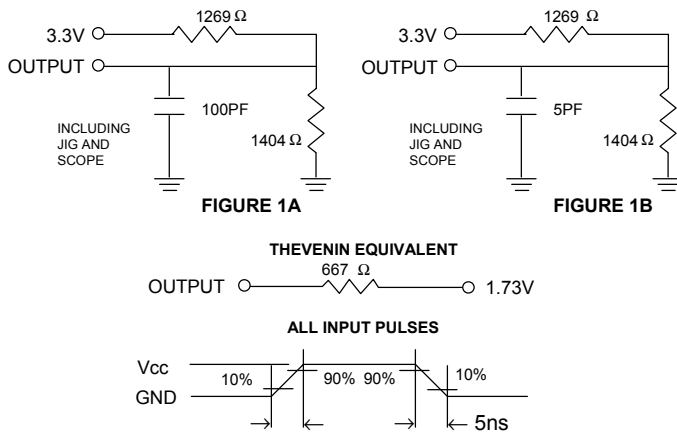 1269 Ω
3.3V
OUTPUT
100PF
INCLUDING
JIG AND
SCOPE
1404 Ω
FIGURE 1A
1269 Ω
3.3V
OUTPUT
5PF
INCLUDING
JIG AND
SCOPE
1404 Ω
FIGURE 1B
THEVENIN EQUIVALENT
667 Ω
OUTPUT 1.73V
ALL INPUT PULSES
Vcc
GND
10% 90% 90% 10%
5ns